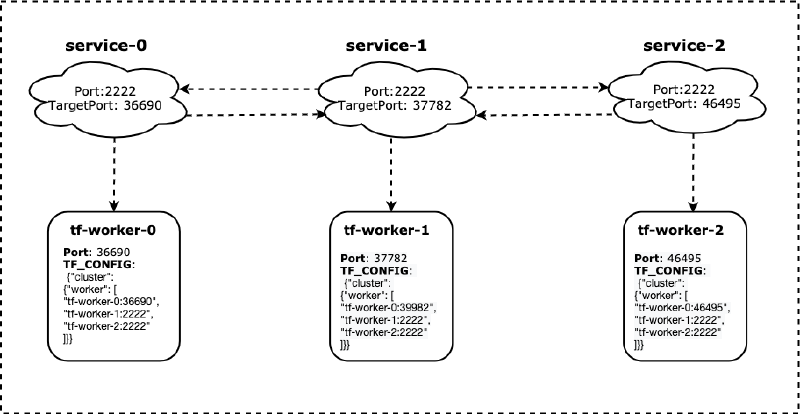 service-0
Port:2222
TargetPort: 36690
service-1
Port:2222
TargetPort: 37782
service-2
Port:2222
TargetPort: 46495
tf-worker-0
Port: 36690
TF_CONFIG:
{"cluster":
{"worker": [
"tf-worker-0:36690",
"tf-worker-1:2222",
"tf-worker-2:2222"
]}}
tf-worker-1
Port: 37782
TF_CONFIG:
{"cluster":
{"worker": [
"tf-worker-0:39982",
"tf-worker-1:2222",
"tf-worker-2:2222"
]}}
tf-worker-2
Port: 46495
TF_CONFIG:
{"cluster":
{"worker": [
"tf-worker-0:46495",
"tf-worker-1:2222",
"tf-worker-2:2222"
]}}